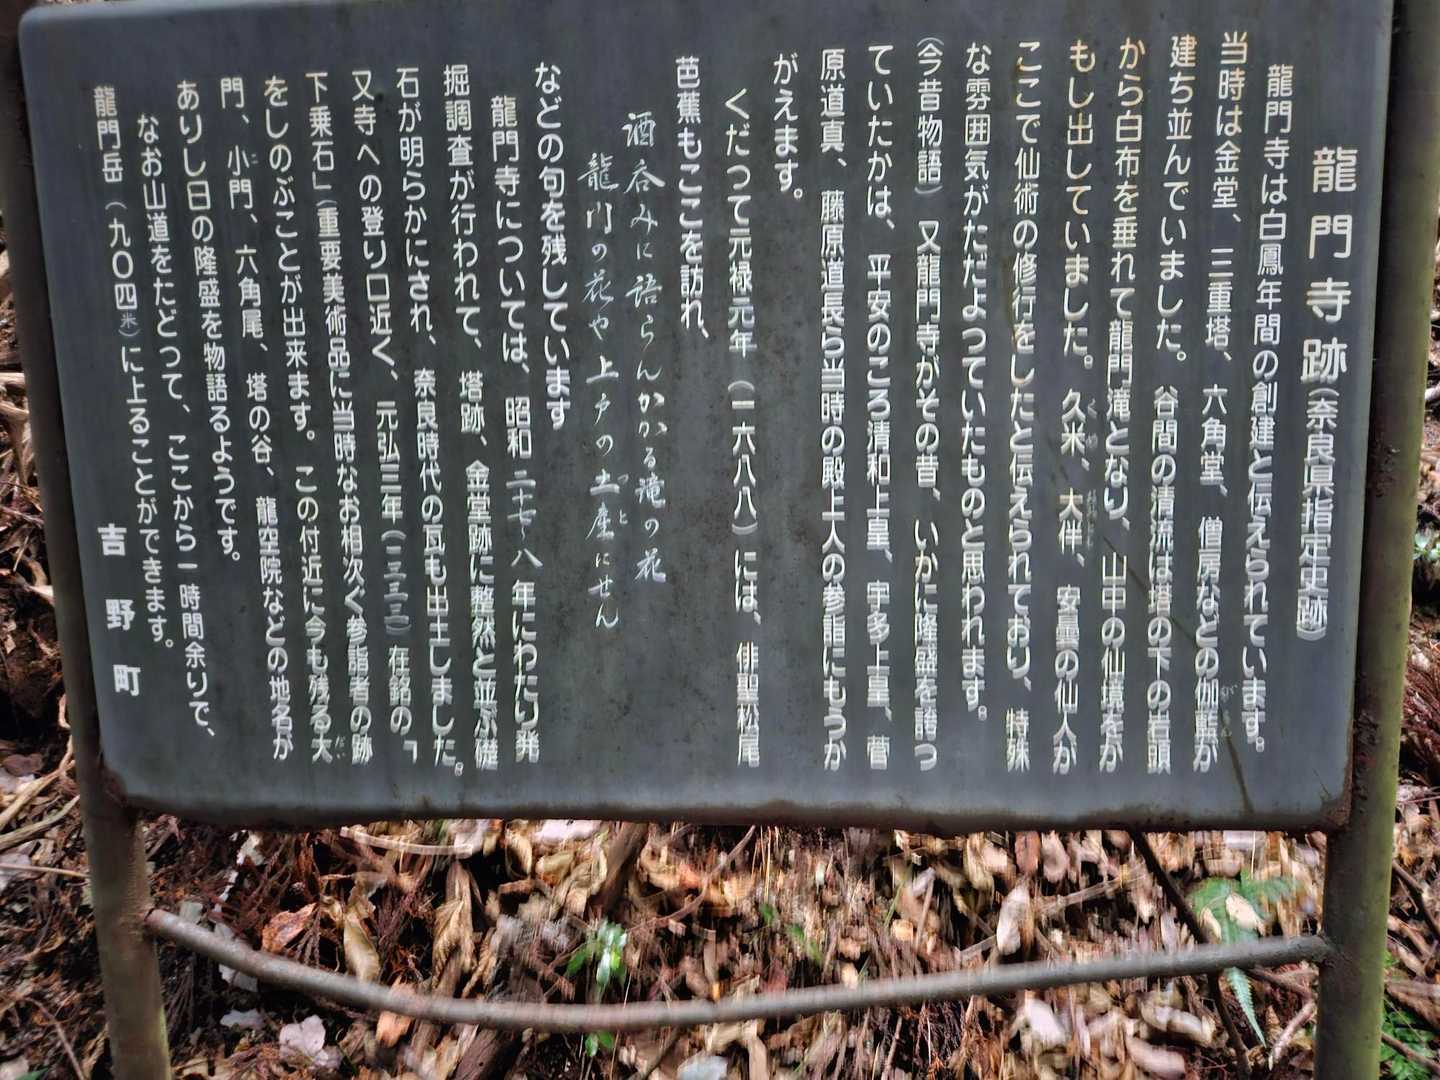 龍門寺跡(奈良県指定史跡)
龍門寺は白鳳年間の創建と伝えられています。
当時は金堂、三重塔、六角堂、僧房などの伽藍が
建ち並んでいました。谷間の清流は塔の下の岩頭
から白布を垂れて龍門滝となり、山中の仙境をか
もし出していました。久米、大伴、安曇の仙人が
ここで仙術の修行をしたと伝えられており、特殊
な雰囲気がただよっていたものと思われます。
(今昔物語)又龍門寺がその昔、いかに隆盛を誇っ
ていたかは、平安のころ清和上皇、宇多上皇、菅
原道真、藤原道長ら当時の殿上人の参詣にもうか
がえます。
くだって元禄元年(一六八八)には、俳聖松尾
芭蕉もここを訪れ、
酒呑みに語らんかかる滝の花
龍門の花や上戸の土産にせん
などの句を残しています
龍門寺については、昭和二十七・八年にわたり発
掘調査が行われて、塔跡、金堂跡に整然と並ぶ礎
石が明らかにされ、奈良時代の瓦も出土しました。
又寺への登り口近く、元弘三年(一三三三)在銘の「
下乗石」(重要美術品に当時なお相次ぐ参詣者の跡
をしのぶことが出来ます。この付近に今も残る大
門、小門、六角尾、塔の谷、龍空院などの地名が
ありし日の隆盛を物語るようです。
なお山道をたどって、ここから一時間余りで、
龍門岳(九〇四米)に上ることができます。
吉野町